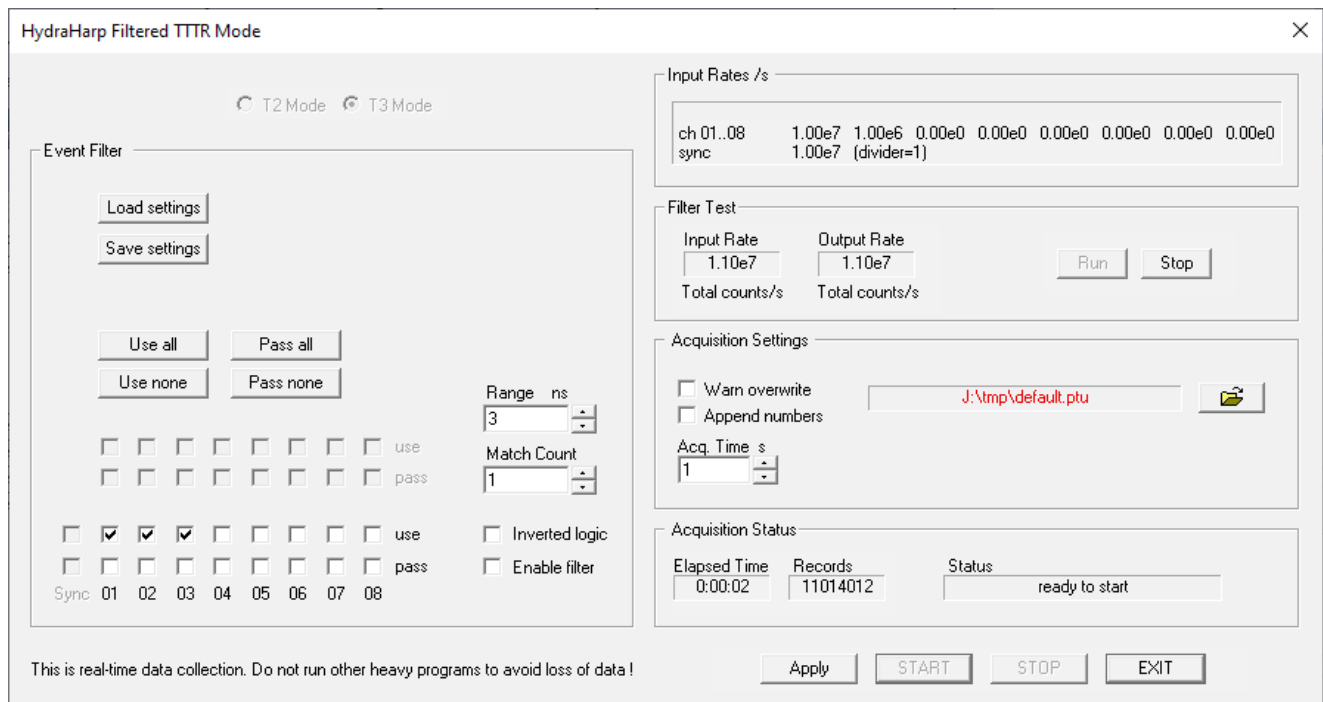 HydraHarp Filtered TTTR Mode
T2 Mode T3 Mode
Event Filter
Load settings
Save settings
Use all Pass all
Use none Pass none
Range ns
3
use
Match Count
pass
1
use Inverted logic
pass Enable filter
Sync 01 02 03 04 05 06 07 08
Input Rates /s
ch 01..08 1.00e7 1.00e6 0.00e0 0.00e0 0.00e0 0.00e0 0.00e0 0.00e0
sync 1.00e7 (divider=1)
Filter Test
Input Rate Output Rate
1.10e7 1.10e7 Run Stop
Total counts/s Total counts/s
Acquisition Settings
Warn overwrite J:\tmp\default.ptu
Append numbers
Acq. Time s
1
Acquisition Status
Elapsed Time Records Status
0:00:02 11014012 ready to start
This is real-time data collection. Do not run other heavy programs to avoid loss of data !
Apply START STOP EXIT